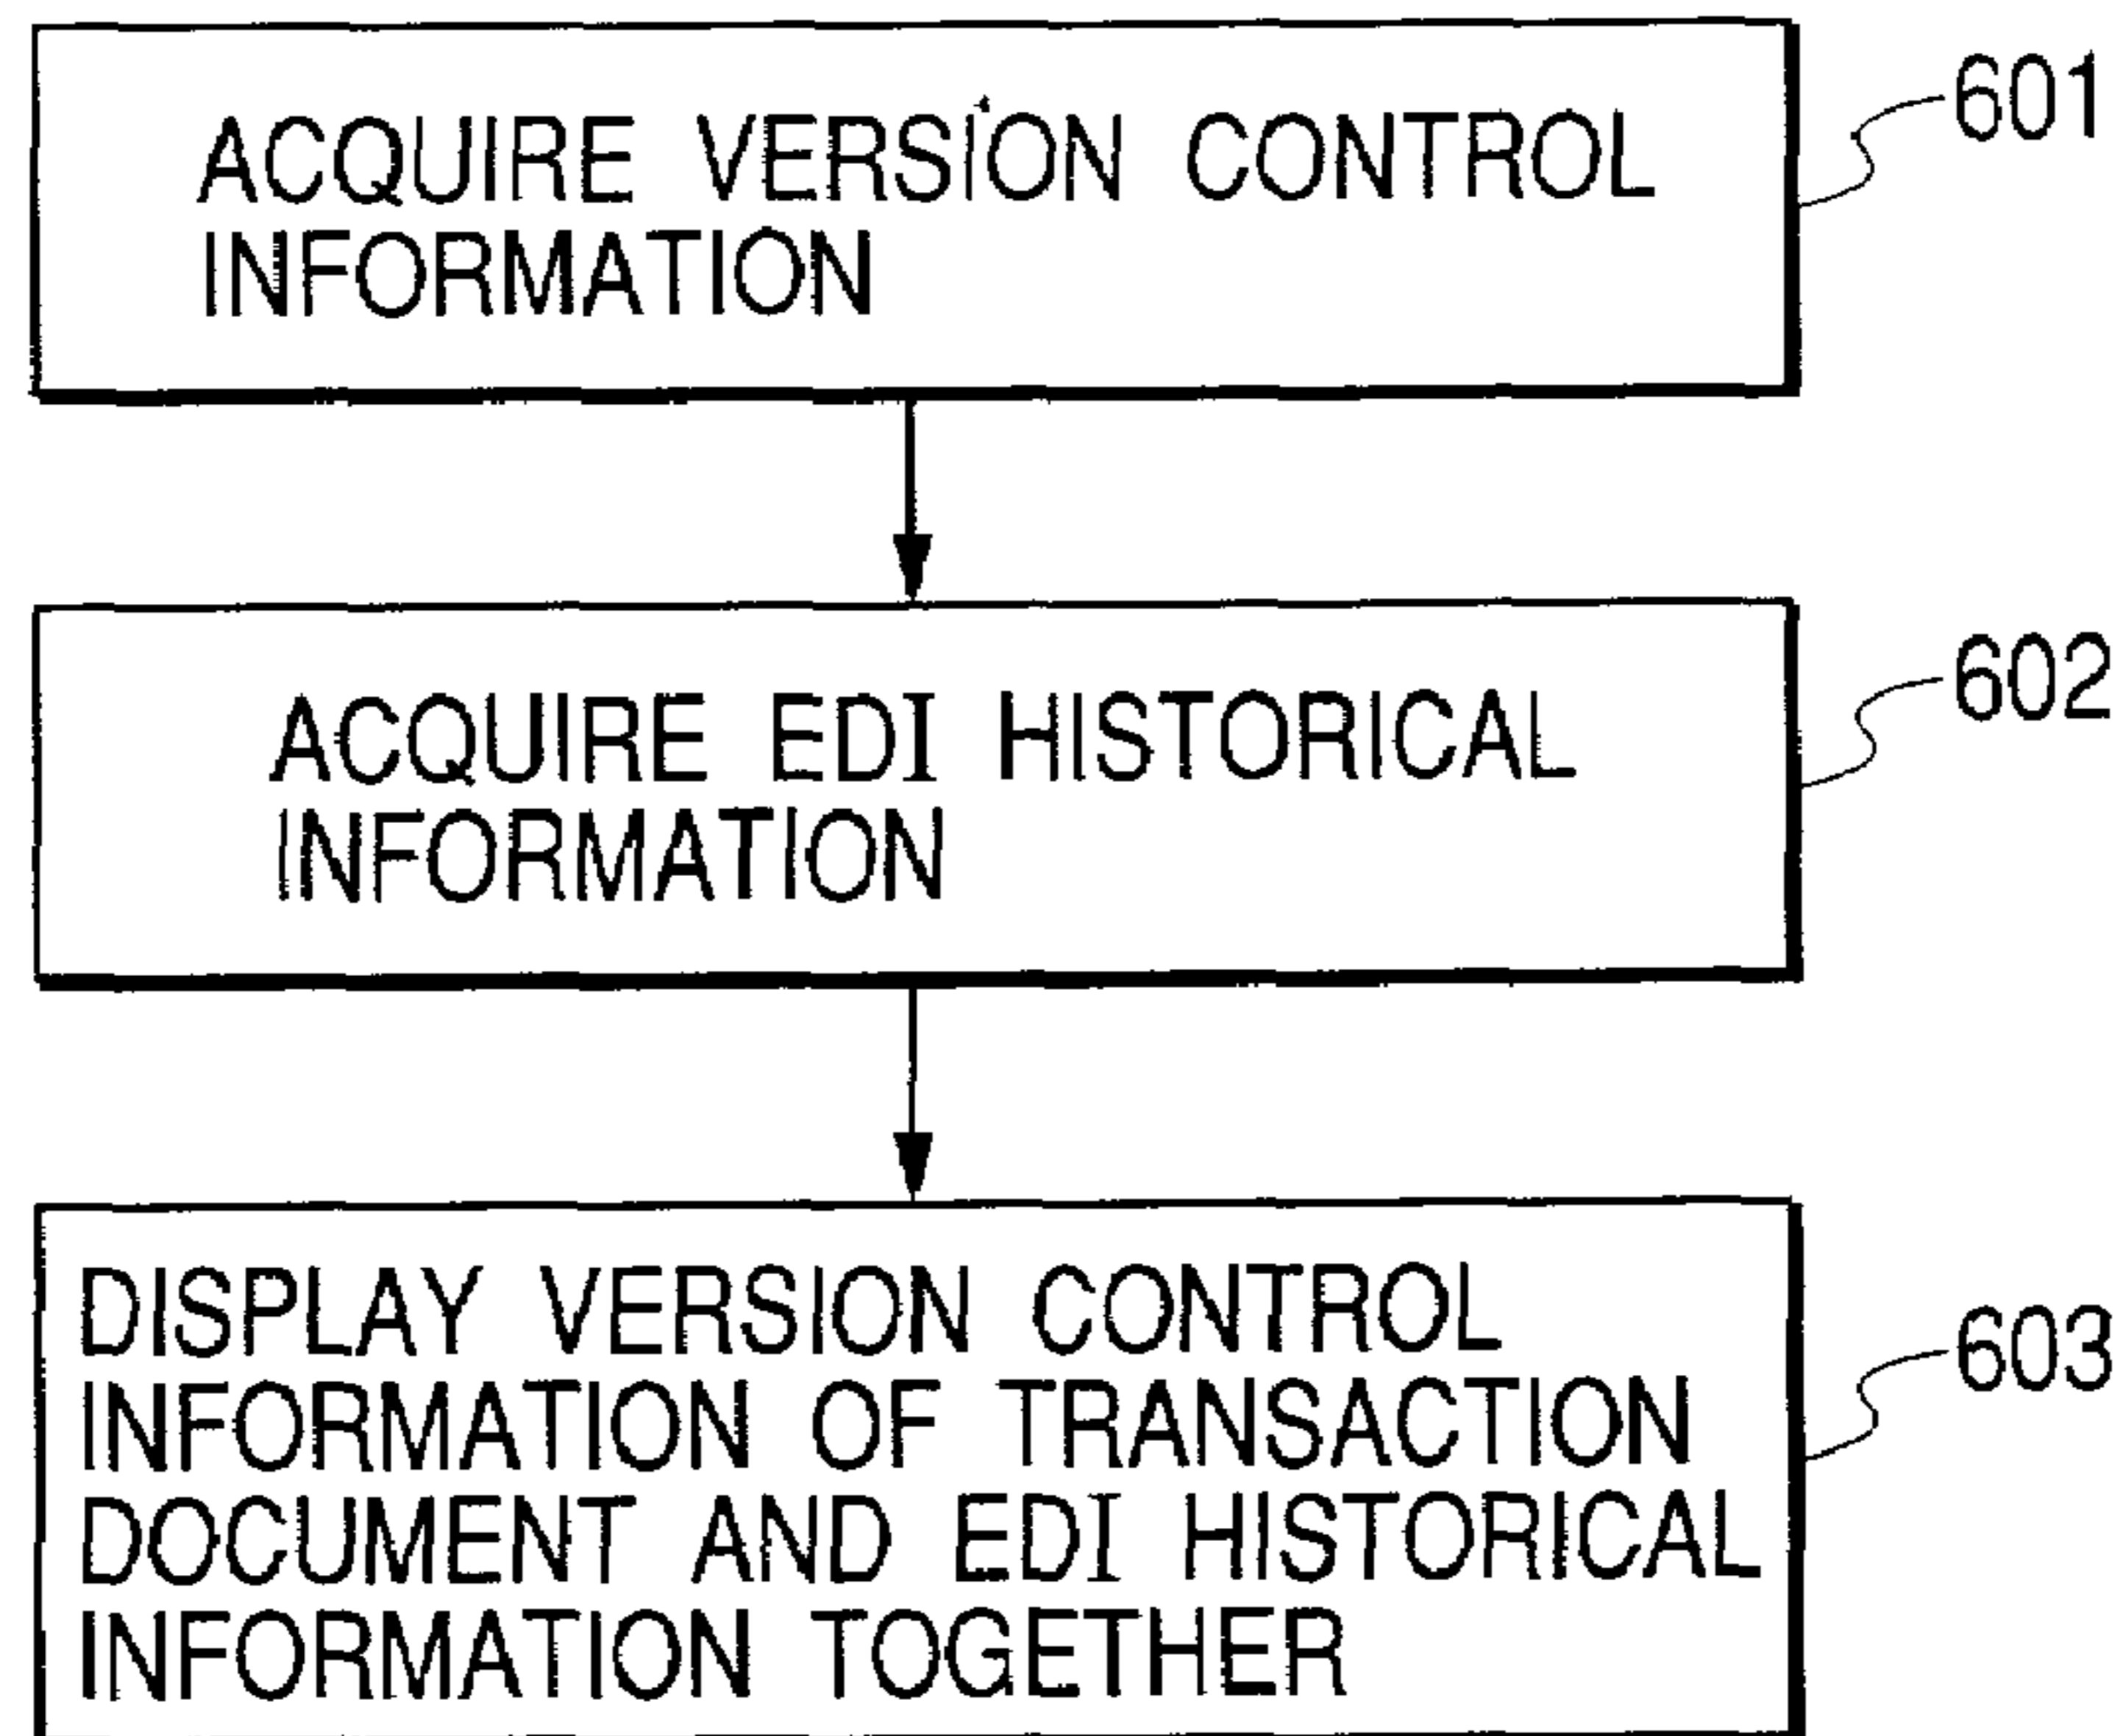 ACQUIRE VERSION CONTROL
INFORMATION
601
ACQUIRE EDI HISTORICAL
INFORMATION
602
DISPLAY VERSION CONTROL
INFORMATION OF TRANSACTION
DOCUMENT AND EDI HISTORICAL
INFORMATION TOGETHER
603